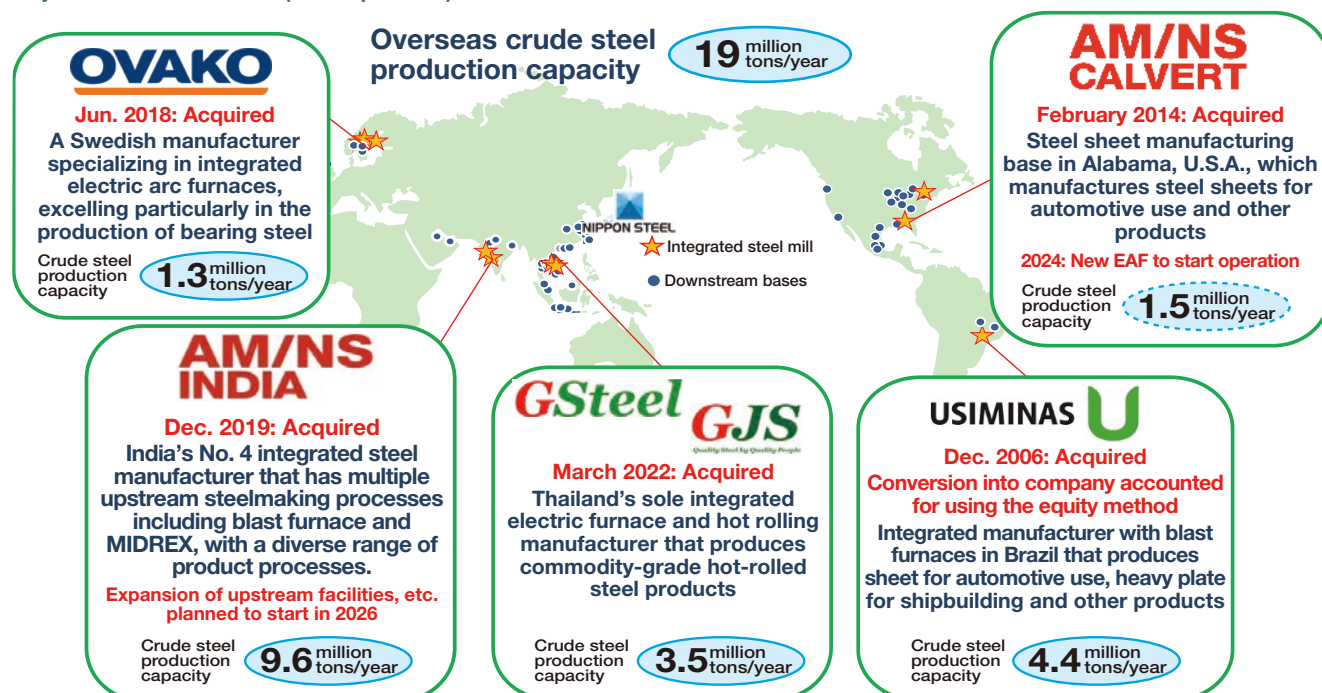 OVAKO
Jun. 2018: Acquired
A Swedish manufacturer
specializing in integrated
electric arc furnaces,
excelling particularly in the
production of bearing steel
Crude steel
production
capacity
1.3 million
tons/year
Overseas crude steel
production capacity
19 million
tons/year
NIPPON STEEL
Integrated steel mill
Downstream bases
AM/NS
CALVERT
February 2014: Acquired
Steel sheet manufacturing
base in Alabama, U.S.A., which
manufactures steel sheets for
automotive use and other
products
2024: New EAF to start operation
Crude steel
production
capacity
1.5 million
tons/year
AM/NS
INDIA
Dec. 2019: Acquired
India's No. 4 integrated steel
manufacturer that has multiple
upstream steelmaking processes
including blast furnace and
MIDREX, with a diverse range of
product processes.
Expansion of upstream facilities, etc.
planned to start in 2026
Crude steel
production
capacity
9.6 million
tons/year
GSteel
GJS
Quality Steel by Quality People
March 2022: Acquired
Thailand's sole integrated
electric furnace and hot rolling
manufacturer that produces
commodity-grade hot-rolled
steel products
Crude steel
production
capacity
3.5 million
tons/year
USIMINAS
Dec. 2006: Acquired
Conversion into company accounted
for using the equity method
Integrated manufacturer with blast
furnaces in Brazil that produces
sheet for automotive use, heavy plate
for shipbuilding and other products
Crude steel
production
capacity
4.4 million
tons/year